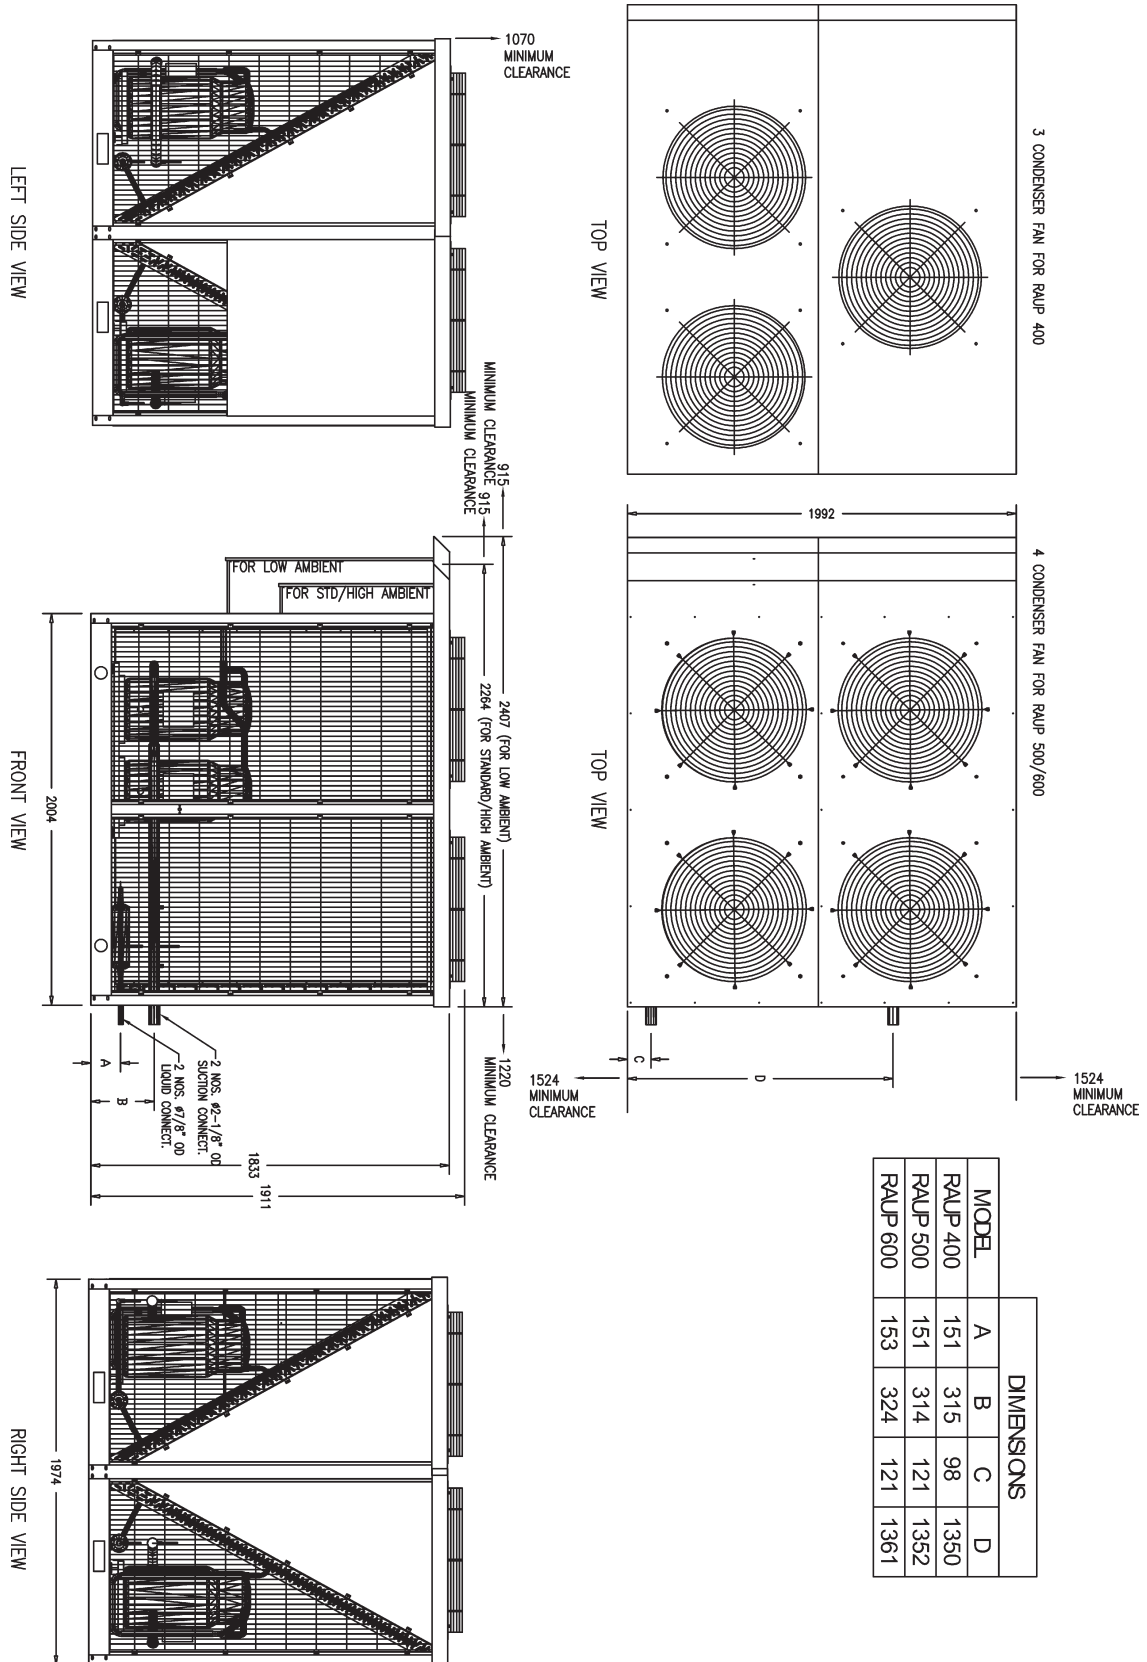 3 CONDENSER FAN FOR RAUP 400
TOP VIEW
4 CONDENSER FAN FOR RAUP 500/600
1992
TOP VIEW
C
D
1524
MINIMUM
CLEARANCE
1524
MINIMUM
CLEARANCE
DIMENSIONS
MODEL A B C D
RAUP 400 151 315 98 1350
RAUP 500 151 314 121 1352
RAUP 600 153 324 121 1361
1070
MINIMUM
CLEARANCE
LEFT SIDE VIEW
915
MINIMUM CLEARANCE
915
MINIMUM CLEARANCE
2407 (FOR LOW AMBIENT)
2264 (FOR STANDARD/HIGH AMBIENT)
1220
MINIMUM CLEARANCE
FOR LOW AMBIENT
FOR STD/HIGH AMBIENT
2004
A
B
2 NOS. ø2-1/8" OD
SUCTION CONNECT.
2 NOS. ø7/8" OD
LIQUID CONNECT.
1833
1911
FRONT VIEW
1974
RIGHT SIDE VIEW